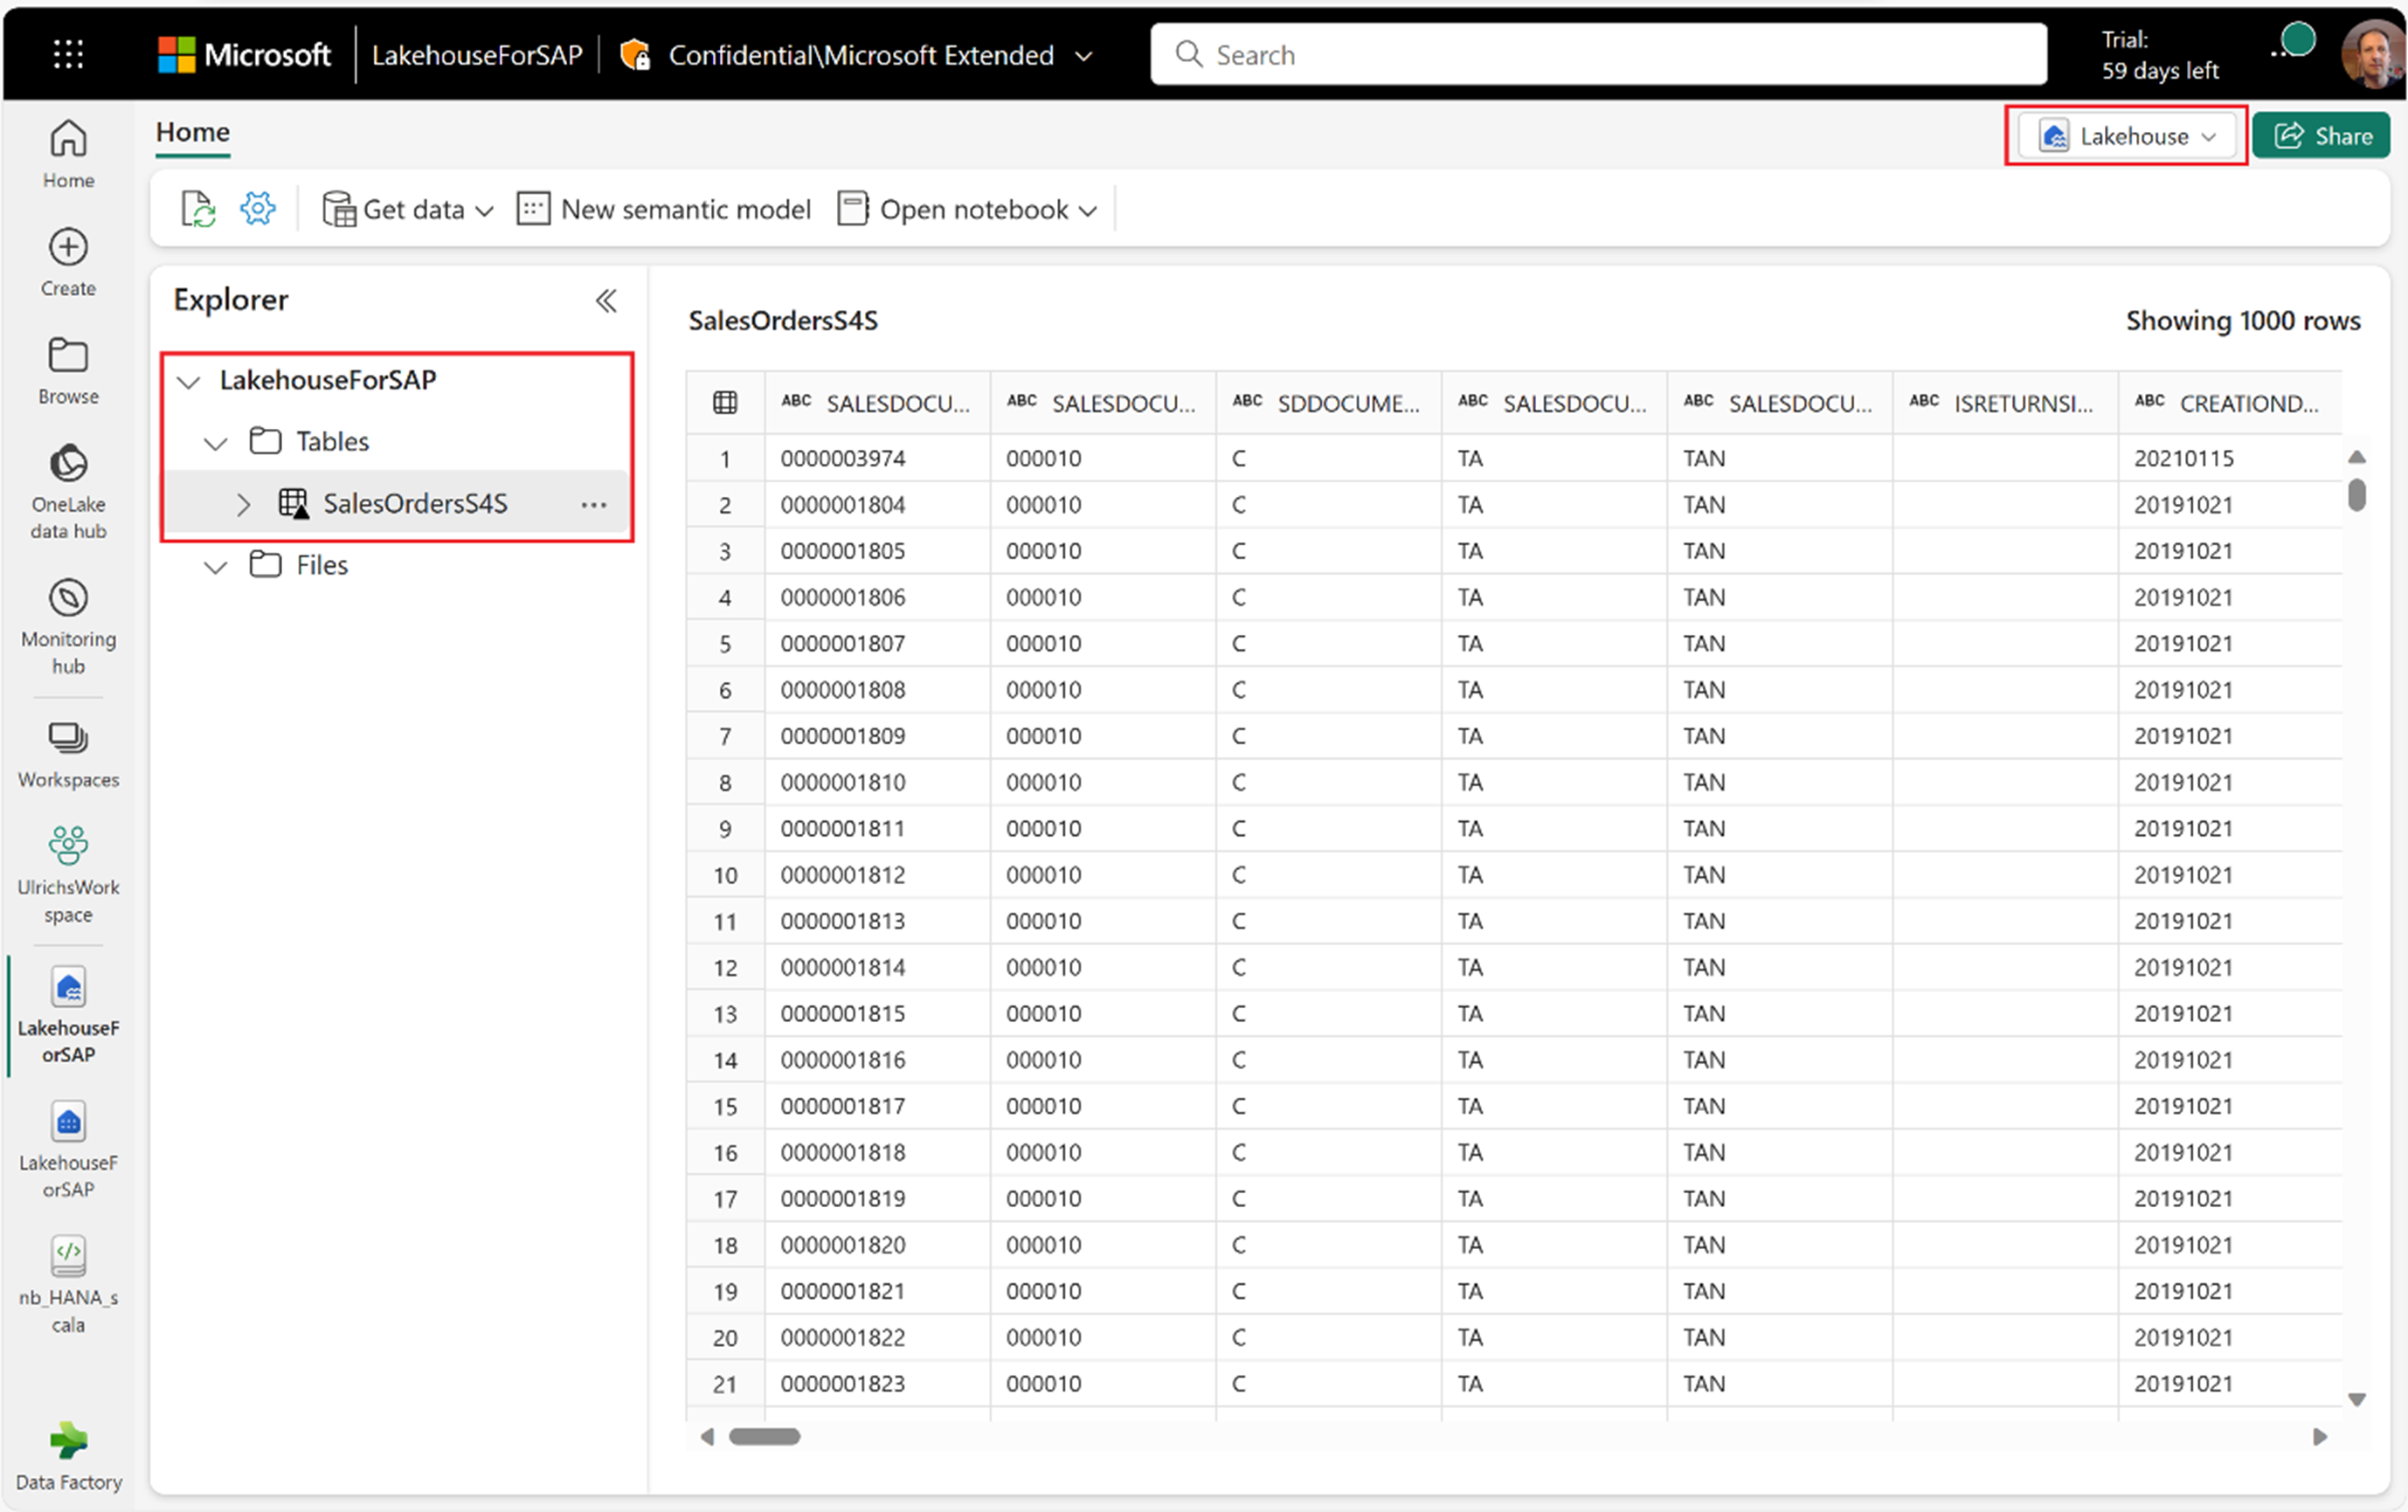 Microsoft LakehouseForSAP Confidential\Microsoft Extended Search Trial:
59 days left
Home Lakehouse Share
Get data New semantic model Open notebook
Home
Create
Browse
OneLake
data hub
Monitoring
hub
Workspaces
UlrichsWork
space
LakehouseF
orSAP
LakehouseF
orSAP
nb_HANA_s
cala
Data Factory
Explorer
LakehouseForSAP
Tables
SalesOrdersS4S ...
Files
SalesOrdersS4S Showing 1000 rows
ABC SALESDOCU... ABC SALESDOCU... ABC SDDOCUME... ABC SALESDOCU... ABC SALESDOCU... ABC ISRETURNSI... ABC CREATIOND...
1 0000003974 000010 C TA TAN 20210115
2 0000001804 000010 C TA TAN 20191021
3 0000001805 000010 C TA TAN 20191021
4 0000001806 000010 C TA TAN 20191021
5 0000001807 000010 C TA TAN 20191021
6 0000001808 000010 C TA TAN 20191021
7 0000001809 000010 C TA TAN 20191021
8 0000001810 000010 C TA TAN 20191021
9 0000001811 000010 C TA TAN 20191021
10 0000001812 000010 C TA TAN 20191021
11 0000001813 000010 C TA TAN 20191021
12 0000001814 000010 C TA TAN 20191021
13 0000001815 000010 C TA TAN 20191021
14 0000001816 000010 C TA TAN 20191021
15 0000001817 000010 C TA TAN 20191021
16 0000001818 000010 C TA TAN 20191021
17 0000001819 000010 C TA TAN 20191021
18 0000001820 000010 C TA TAN 20191021
19 0000001821 000010 C TA TAN 20191021
20 0000001822 000010 C TA TAN 20191021
21 0000001823 000010 C TA TAN 20191021